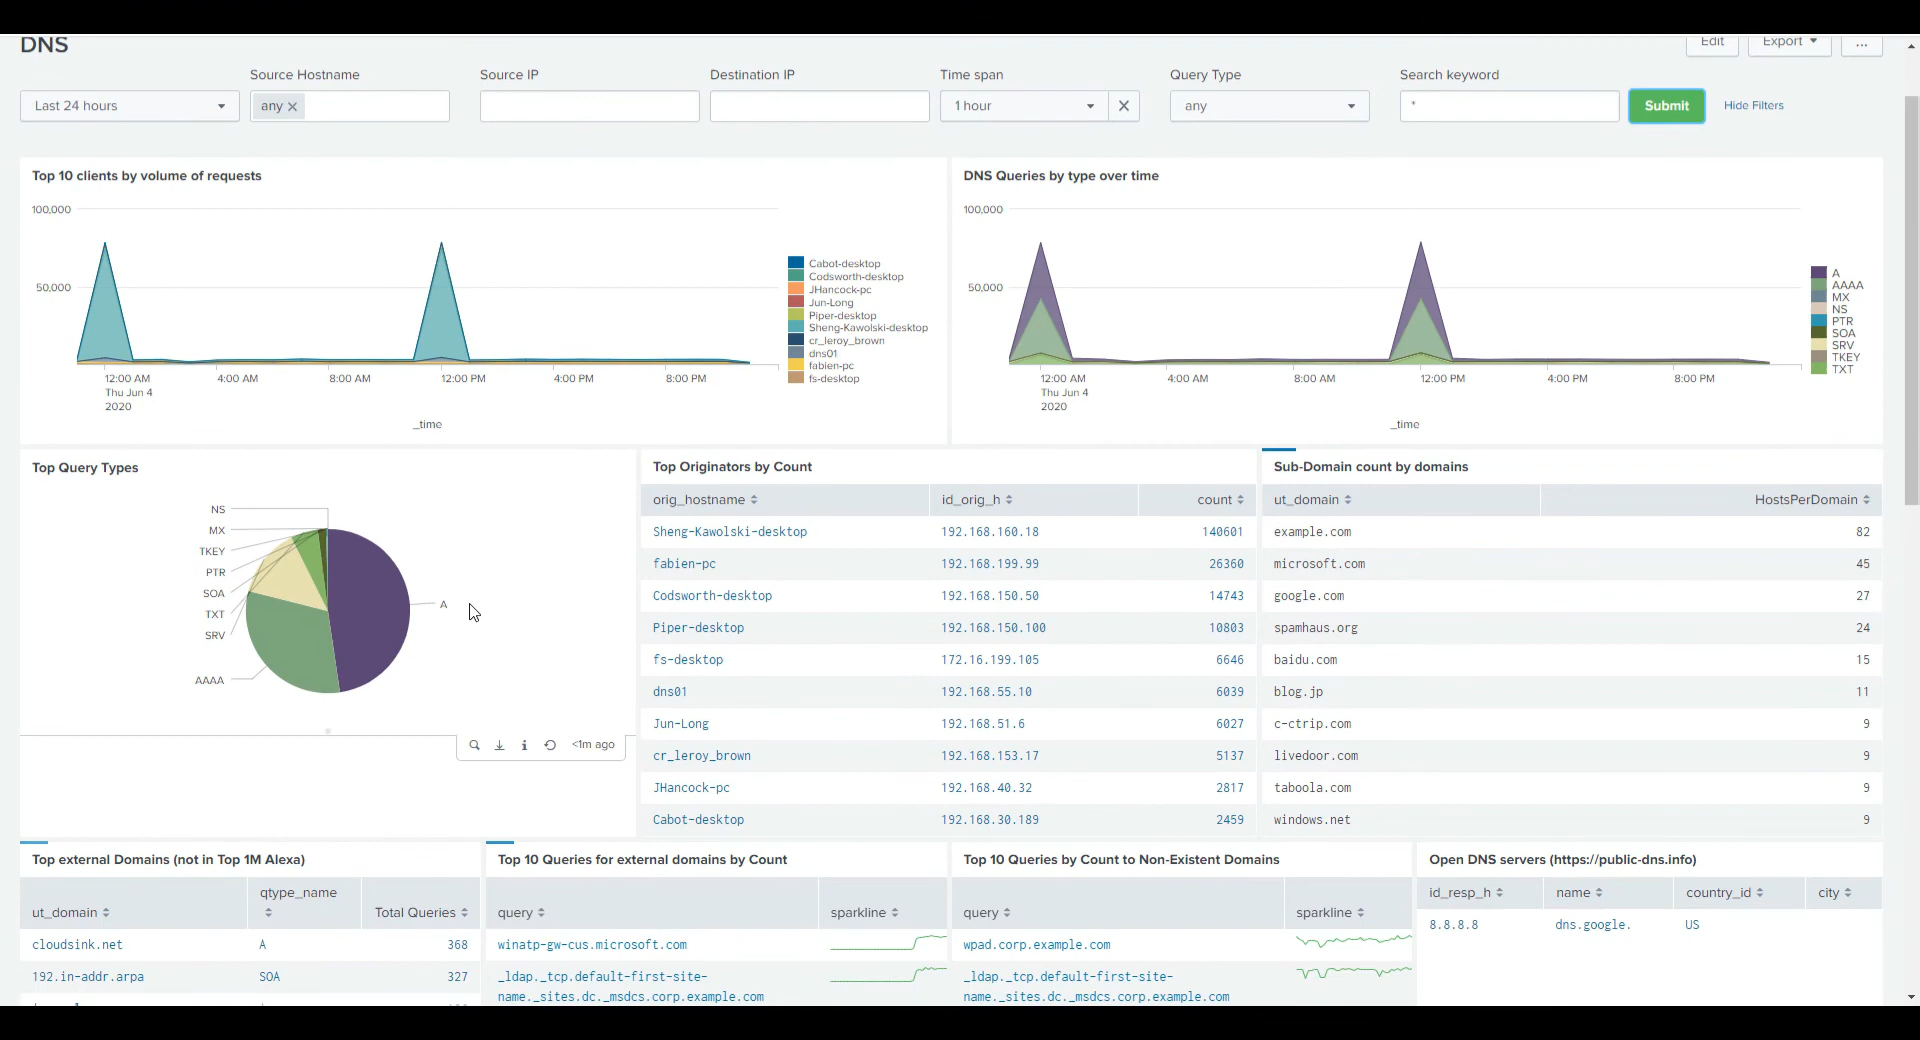 DNS
Edit
Export
...
Source Hostname
Source IP
Destination IP
Time span
Query Type
Search keyword
Last 24 hours
any
1 hour
any
*
Submit
Hide Filters
Top 10 clients by volume of requests
100,000
50,000
12:00 AM
Thu Jun 4
2020
4:00 AM
8:00 AM
12:00 PM
4:00 PM
8:00 PM
_time
Cabot-desktop
Codsworth-desktop
JHancock-pc
Jun-Long
Piper-desktop
Sheng-Kawolski-desktop
cr_leroy_brown
dns01
fabien-pc
fs-desktop
DNS Queries by type over time
100,000
50,000
12:00 AM
Thu Jun 4
2020
4:00 AM
8:00 AM
12:00 PM
4:00 PM
8:00 PM
_time
A
AAAA
MX
NS
PTR
SOA
SRV
TKEY
TXT
Top Query Types
NS
MX
TKEY
PTR
SOA
TXT
SRV
AAAA
A
<1m ago
Top Originators by Count
orig_hostname id_orig_h count
Sheng-Kawolski-desktop 192.168.160.18 140601
fabien-pc 192.168.199.99 26360
Codsworth-desktop 192.168.150.50 14743
Piper-desktop 192.168.150.100 10803
fs-desktop 172.16.199.105 6646
dns01 192.168.55.10 6039
Jun-Long 192.168.51.6 6027
cr_leroy_brown 192.168.153.17 5137
JHancock-pc 192.168.40.32 2817
Cabot-desktop 192.168.30.189 2459
Sub-Domain count by domains
ut_domain HostsPerDomain
example.com 82
microsoft.com 45
google.com 27
spamhaus.org 24
baidu.com 15
blog.jp 11
c-ctrip.com 9
livedoor.com 9
taboola.com 9
windows.net 9
Top external Domains (not in Top 1M Alexa)
ut_domain qtype_name Total Queries
cloudsink.net A 368
192.in-addr.arpa SOA 327
Top 10 Queries for external domains by Count
query sparkline
winatp-gw-cus.microsoft.com
_ldap._tcp.default-first-site-
name._sites.dc._msdcs.corp.example.com
Top 10 Queries by Count to Non-Existent Domains
query sparkline
wpad.corp.example.com
_ldap._tcp.default-first-site-
name._sites.dc._msdcs.corp.example.com
Open DNS servers (https://public-dns.info)
id_resp_h name country_id city
8.8.8.8 dns.google. US